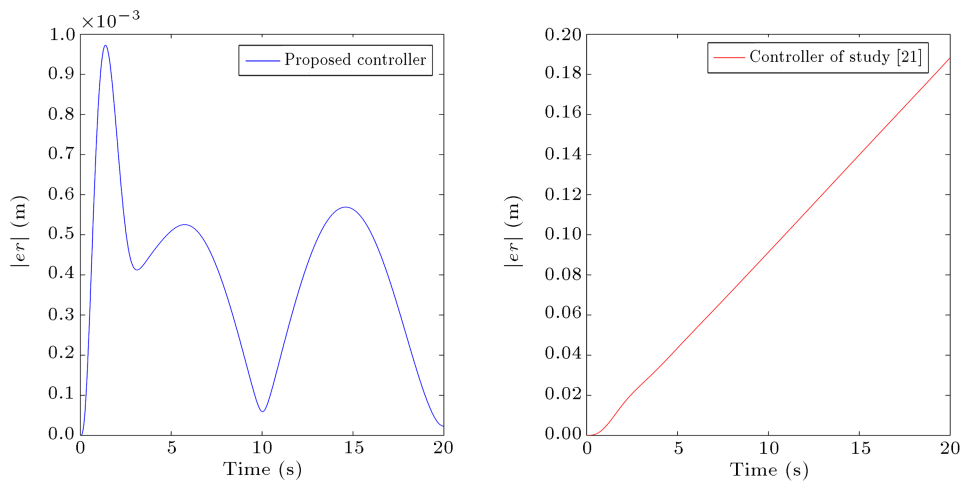 ×10⁻³
1.0
0.9
0.8
0.7
0.6
0.5
0.4
0.3
0.2
0.1
0.0
|er| (m)
0 5 10 15 20
Time (s)
Proposed controller
0.20
0.18
0.16
0.14
0.12
0.10
0.08
0.06
0.04
0.02
0.00
|er| (m)
0 5 10 15 20
Time (s)
Controller of study [21]